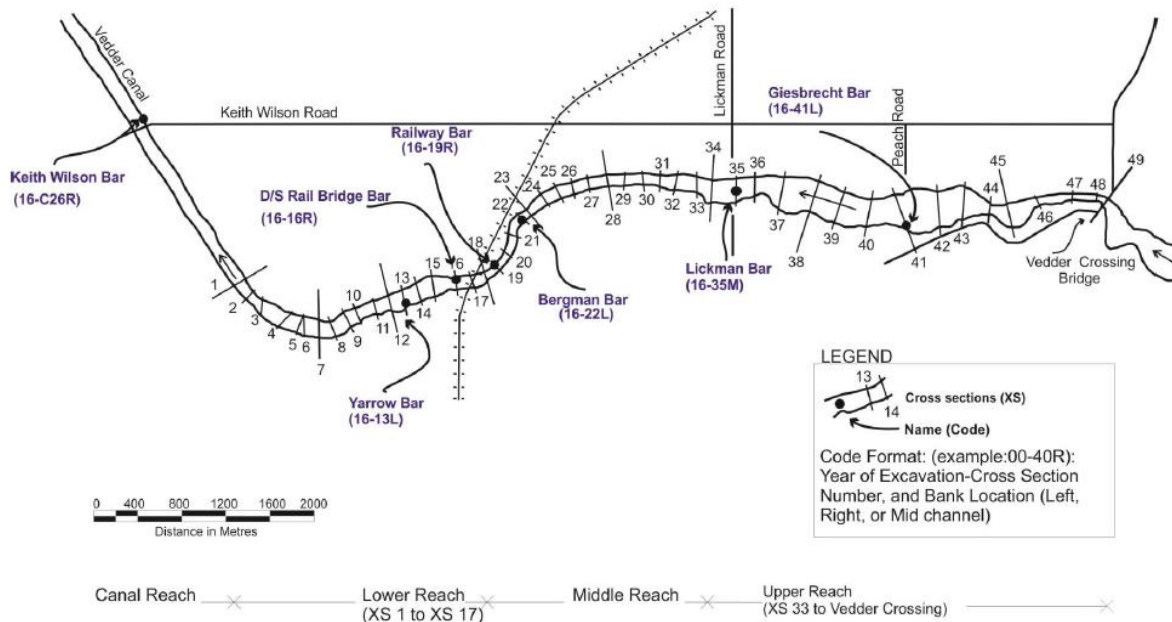 Vedder Canal
Keith Wilson Road
Lickman Road
Peach Road
Giesbrecht Bar
(16-41L)
Railway Bar
(16-19R)
Keith Wilson Bar
(16-C26R)
D/S Rail Bridge Bar
(16-16R)
Bergman Bar
(16-22L)
Lickman Bar
(16-35M)
Yarrow Bar
(16-13L)
Vedder Crossing
Bridge
1
2
3
4
5
6
7
8
9
10
11
12
13
14
15
6
17
18
19
20
21
22
23
24
25
26
27
28
29
30
31
32
33
34
35
36
37
38
39
40
41
42
43
44
45
46
47
48
49
LEGEND
13
14
Cross sections (XS)
Name (Code)
Code Format: (example:00-40R):
Year of Excavation-Cross Section
Number, and Bank Location (Left,
Right, or Mid channel)
0 400 800 1200 1600 2000
Distance in Metres
Canal Reach
Lower Reach
(XS 1 to XS 17)
Middle Reach
Upper Reach
(XS 33 to Vedder Crossing)